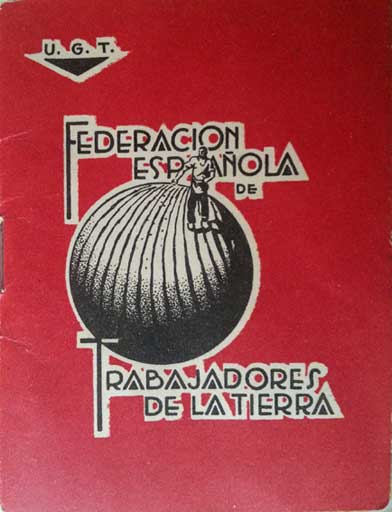 U. G. T.
FEDERACION
ESPAÑOLA
DE
TRABAJADORES
DE LA TIERRA